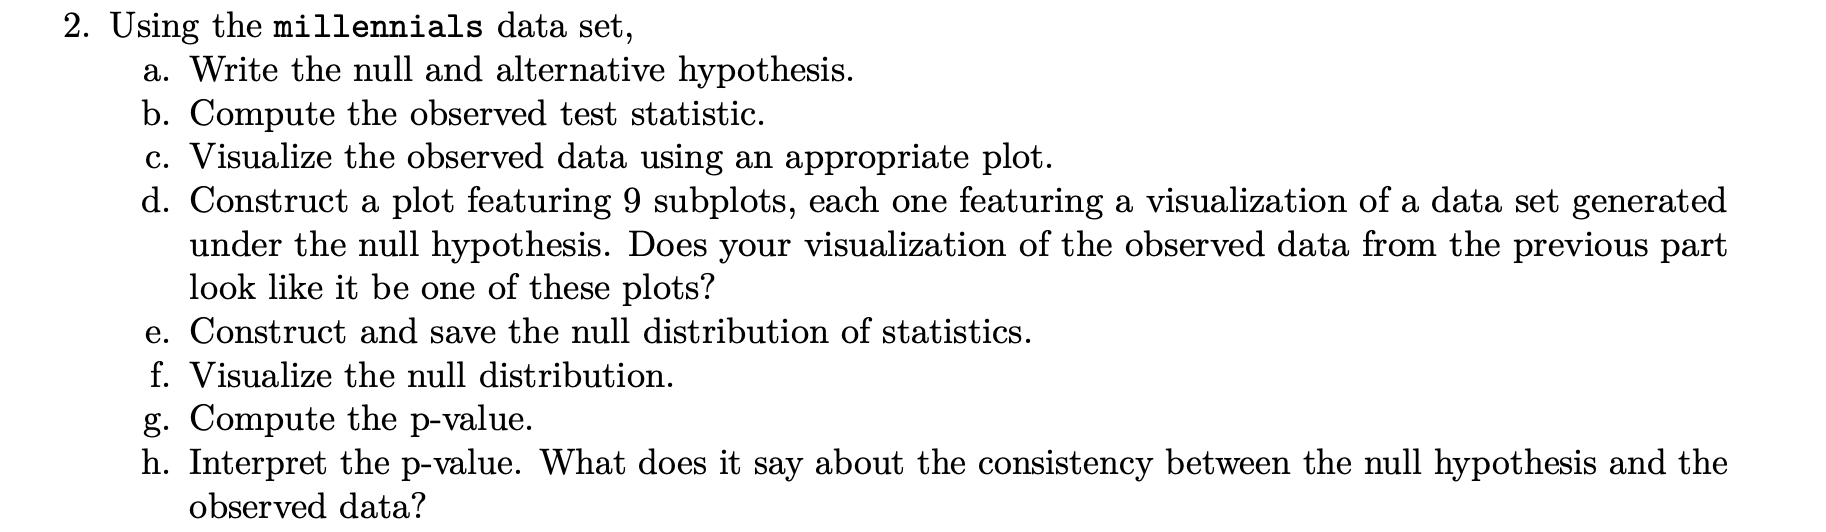 2. Using the millennials data set,
a. Write the null and alternative hypothesis.
b. Compute the observed test statistic.
c. Visualize the observed data using an appropriate plot.
d. Construct a plot featuring 9 subplots, each one featuring a visualization of a data set generated
under the null hypothesis. Does your visualization of the observed data from the previous part
look like it be one of these plots?
e. Construct and save the null distribution of statistics.
f. Visualize the null distribution.
g. Compute the p-value.
h. Interpret the p-value. What does it say about the consistency between the null hypothesis and the
observed data?